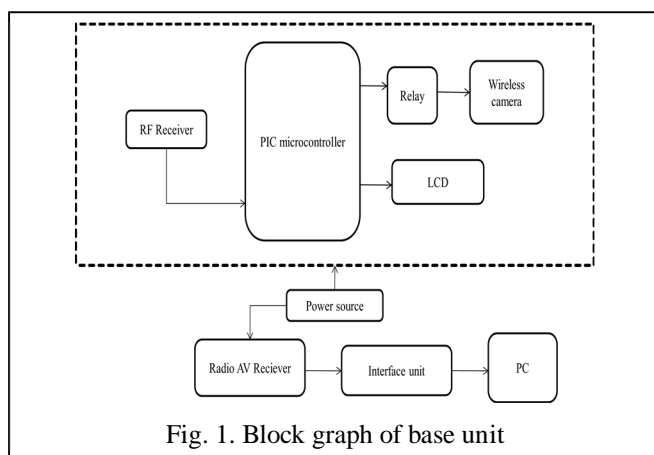 RF Receiver
PIC microcontroller
Relay
Wireless
camera
LCD
Power source
Radio AV Reciever
Interface unit
PC
Fig. 1. Block graph of base unit